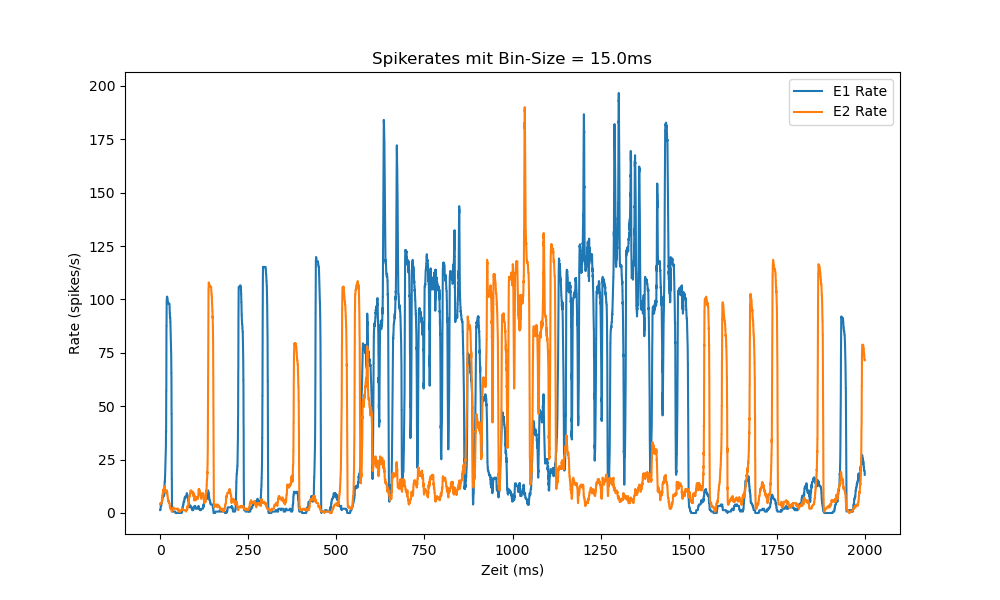 Spikerates mit Bin-Size = 15.0ms
E1 Rate
E2 Rate
200
175
150
125
100
75
50
25
0
Rate (spikes/s)
0 250 500 750 1000 1250 1500 1750 2000
Zeit (ms)